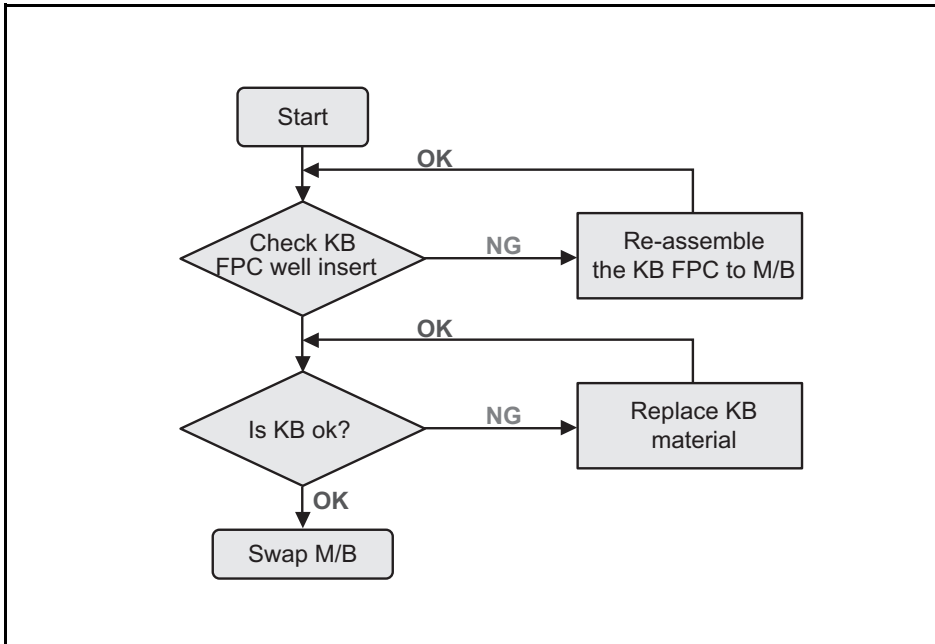 Start
OK
Check KB
FPC well insert
NG
Re-assemble
the KB FPC to M/B
OK
Is KB ok?
NG
Replace KB
material
OK
Swap M/B